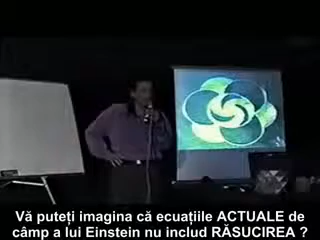 Vă puteți imagina că ecuațiile ACTUALE de
câmp a lui Einstein nu includ RĂSUCIREA ?